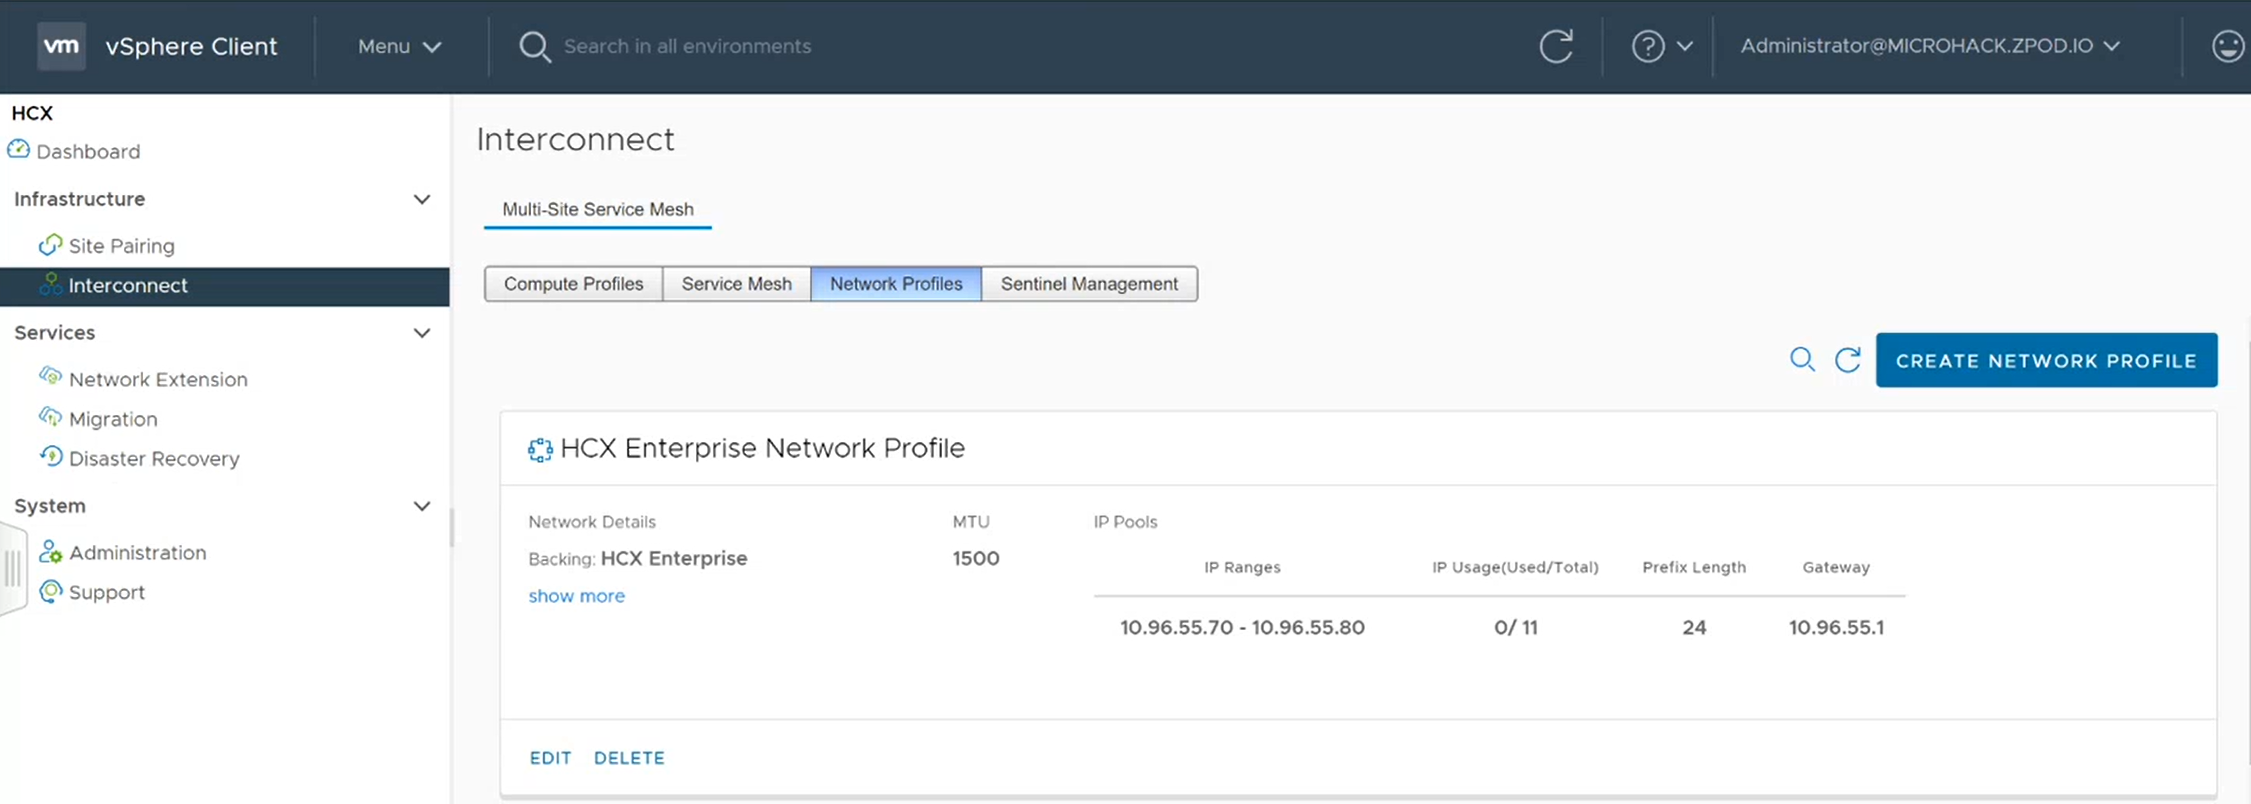 vm vSphere Client Menu Search in all environments Administrator@MICROHACK.ZPOD.IO
HCX
Dashboard
Infrastructure
Site Pairing
Interconnect
Services
Network Extension
Migration
Disaster Recovery
System
Administration
Support
Interconnect
Multi-Site Service Mesh
Compute Profiles Service Mesh Network Profiles Sentinel Management
CREATE NETWORK PROFILE
HCX Enterprise Network Profile
Network Details MTU IP Pools
Backing: HCX Enterprise 1500
show more
IP Ranges IP Usage(Used/Total) Prefix Length Gateway
10.96.55.70 - 10.96.55.80 0/ 11 24 10.96.55.1
EDIT DELETE